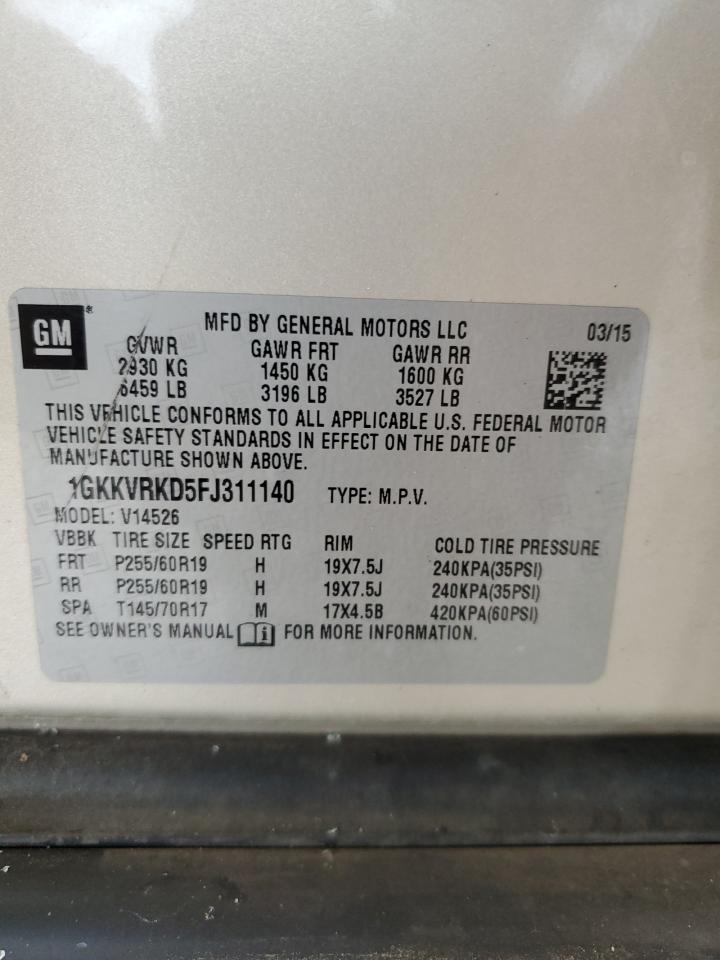 GM
MFD BY GENERAL MOTORS LLC 03/15
GVWR GAWR FRT GAWR RR
2930 KG 1450 KG 1600 KG
6459 LB 3196 LB 3527 LB
THIS VEHICLE CONFORMS TO ALL APPLICABLE U.S. FEDERAL MOTOR
VEHICLE SAFETY STANDARDS IN EFFECT ON THE DATE OF
MANUFACTURE SHOWN ABOVE.
1GKKVRKD5FJ311140 TYPE: M.P.V.
MODEL: V14526
VBBK TIRE SIZE SPEED RTG RIM COLD TIRE PRESSURE
FRT P255/60R19 H 19X7.5J 240KPA(35PSI)
RR P255/60R19 H 19X7.5J 240KPA(35PSI)
SPA T145/70R17 M 17X4.5B 420KPA(60PSI)
SEE OWNER'S MANUAL i FOR MORE INFORMATION.